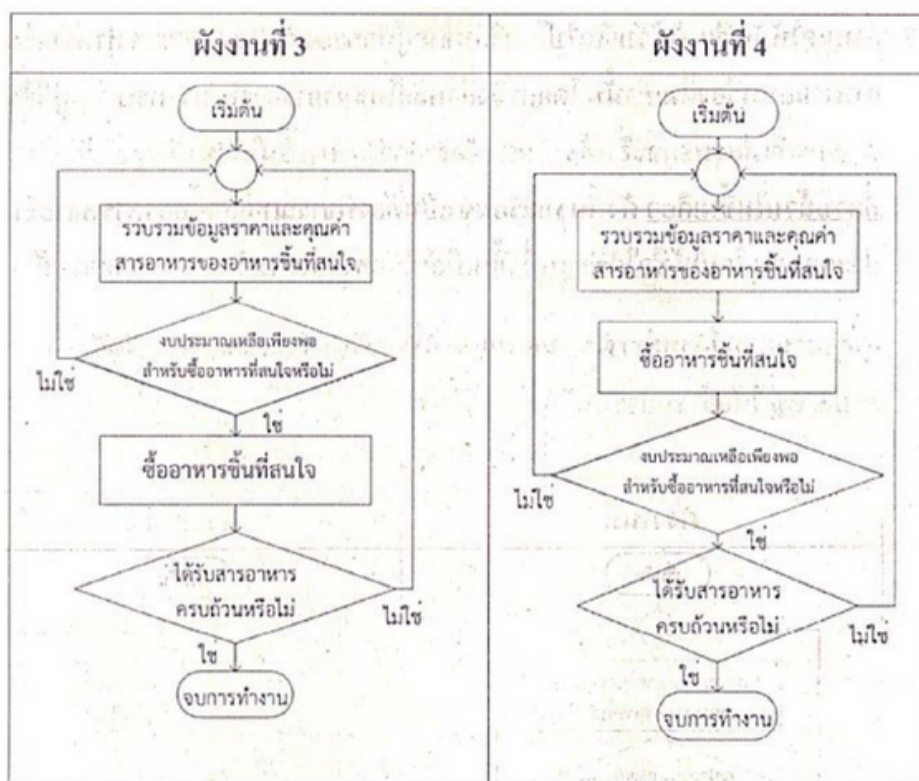 ผังงานที่ 3
เริ่มต้น
รวบรวมข้อมูลราคาและคุณค่า
สารอาหารของอาหารชิ้นที่สนใจ
งบประมาณเหลือเพียงพอ
สำหรับซื้ออาหารที่สนใจหรือไม่
ไม่ใช่
ใช่
ซื้ออาหารชิ้นที่สนใจ
ได้รับสารอาหาร
ครบถ้วนหรือไม่
ไม่ใช่
ใช่
จบการทำงาน
ผังงานที่ 4
เริ่มต้น
รวบรวมข้อมูลราคาและคุณค่า
สารอาหารของอาหารชิ้นที่สนใจ
ซื้ออาหารชิ้นที่สนใจ
งบประมาณเหลือเพียงพอ
สำหรับซื้ออาหารที่สนใจหรือไม่
ไม่ใช่
ใช่
ได้รับสารอาหาร
ครบถ้วนหรือไม่
ไม่ใช่
ใช่
จบการทำงาน